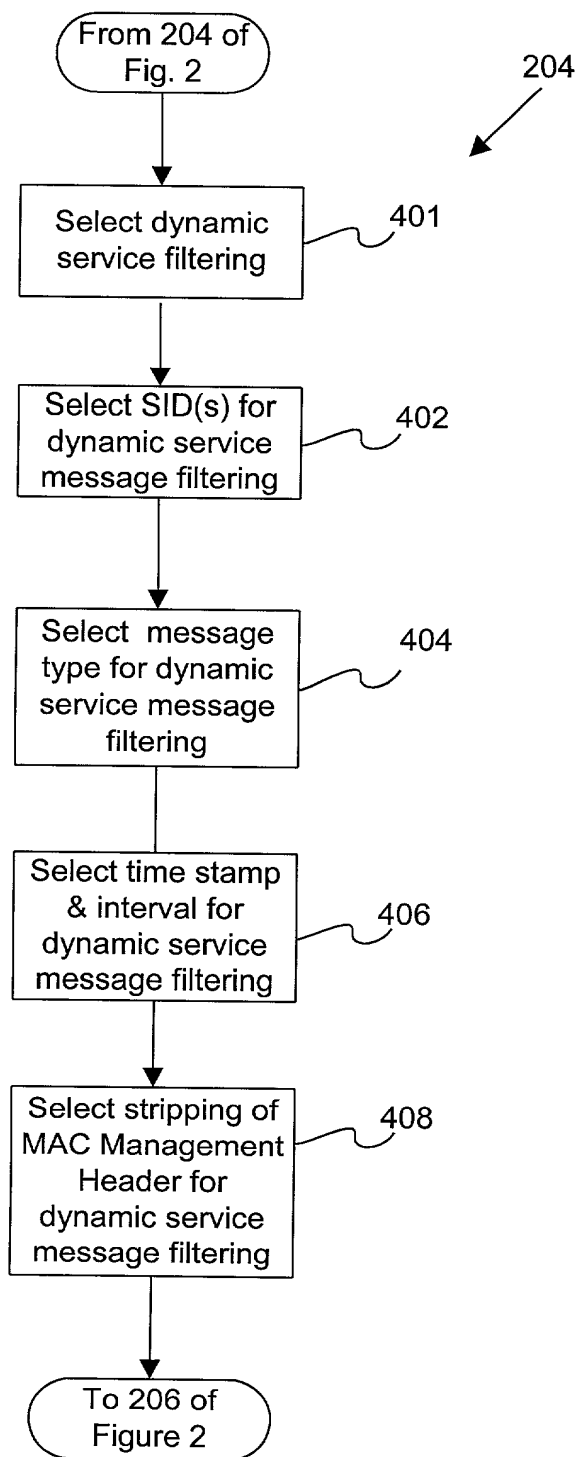 From 204 of
Fig. 2
204
Select dynamic
service filtering
401
Select SID(s) for
dynamic service
message filtering
402
Select message
type for dynamic
service message
filtering
404
Select time stamp
& interval for
dynamic service
message filtering
406
Select stripping of
MAC Management
Header for
dynamic service
message filtering
408
To 206 of
Figure 2